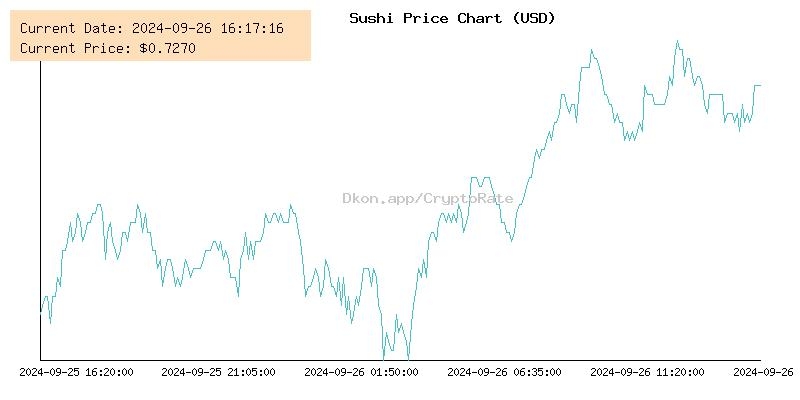 Sushi Price Chart (USD)
Current Date: 2024-09-26 16:17:16
Current Price: $0.7270
Dkon.app/CryptoRate
2024-09-25 16:20:00
2024-09-25 21:05:00
2024-09-26 01:50:00
2024-09-26 06:35:00
2024-09-26 11:20:00
2024-09-26